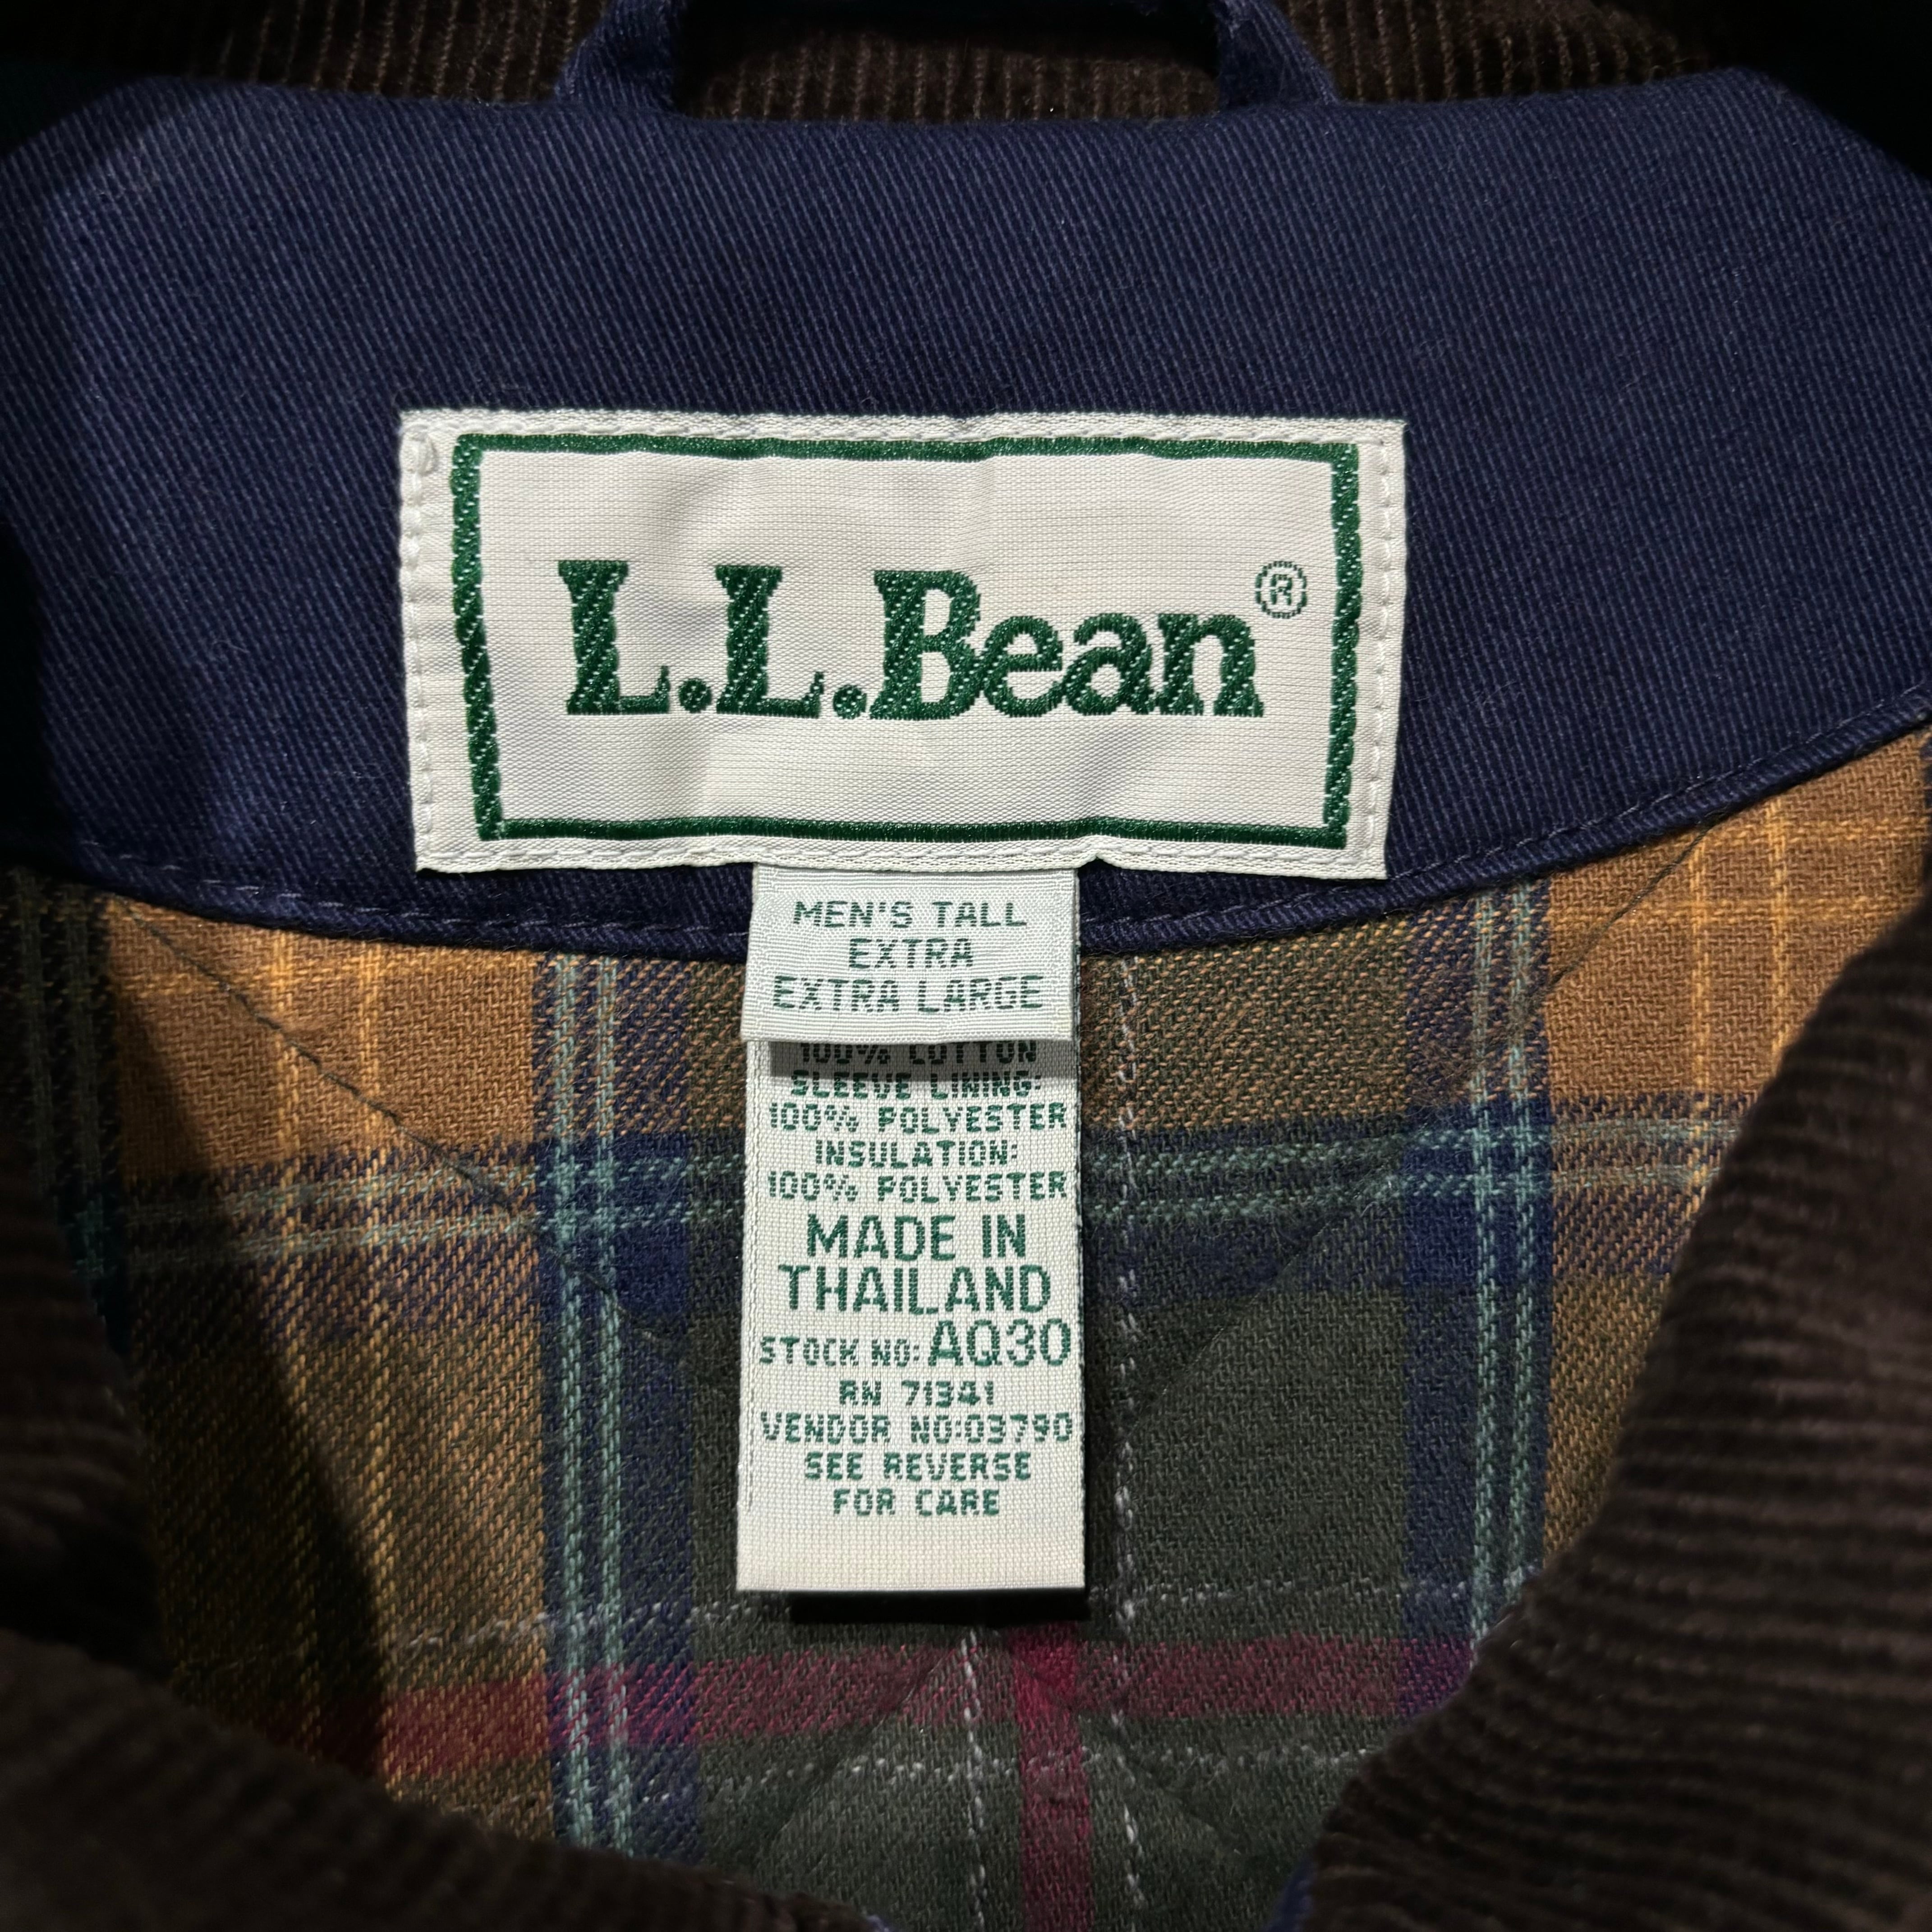 L.L.Bean®
MEN'S TALL
EXTRA
EXTRA LARGE
100% COTTON
SLEEVE LINING:
100% POLYESTER
INSULATION:
100% POLYESTER
MADE IN
THAILAND
STOCK NO: AQ30
RN 71341
VENDOR NO:03790
SEE REVERSE
FOR CARE